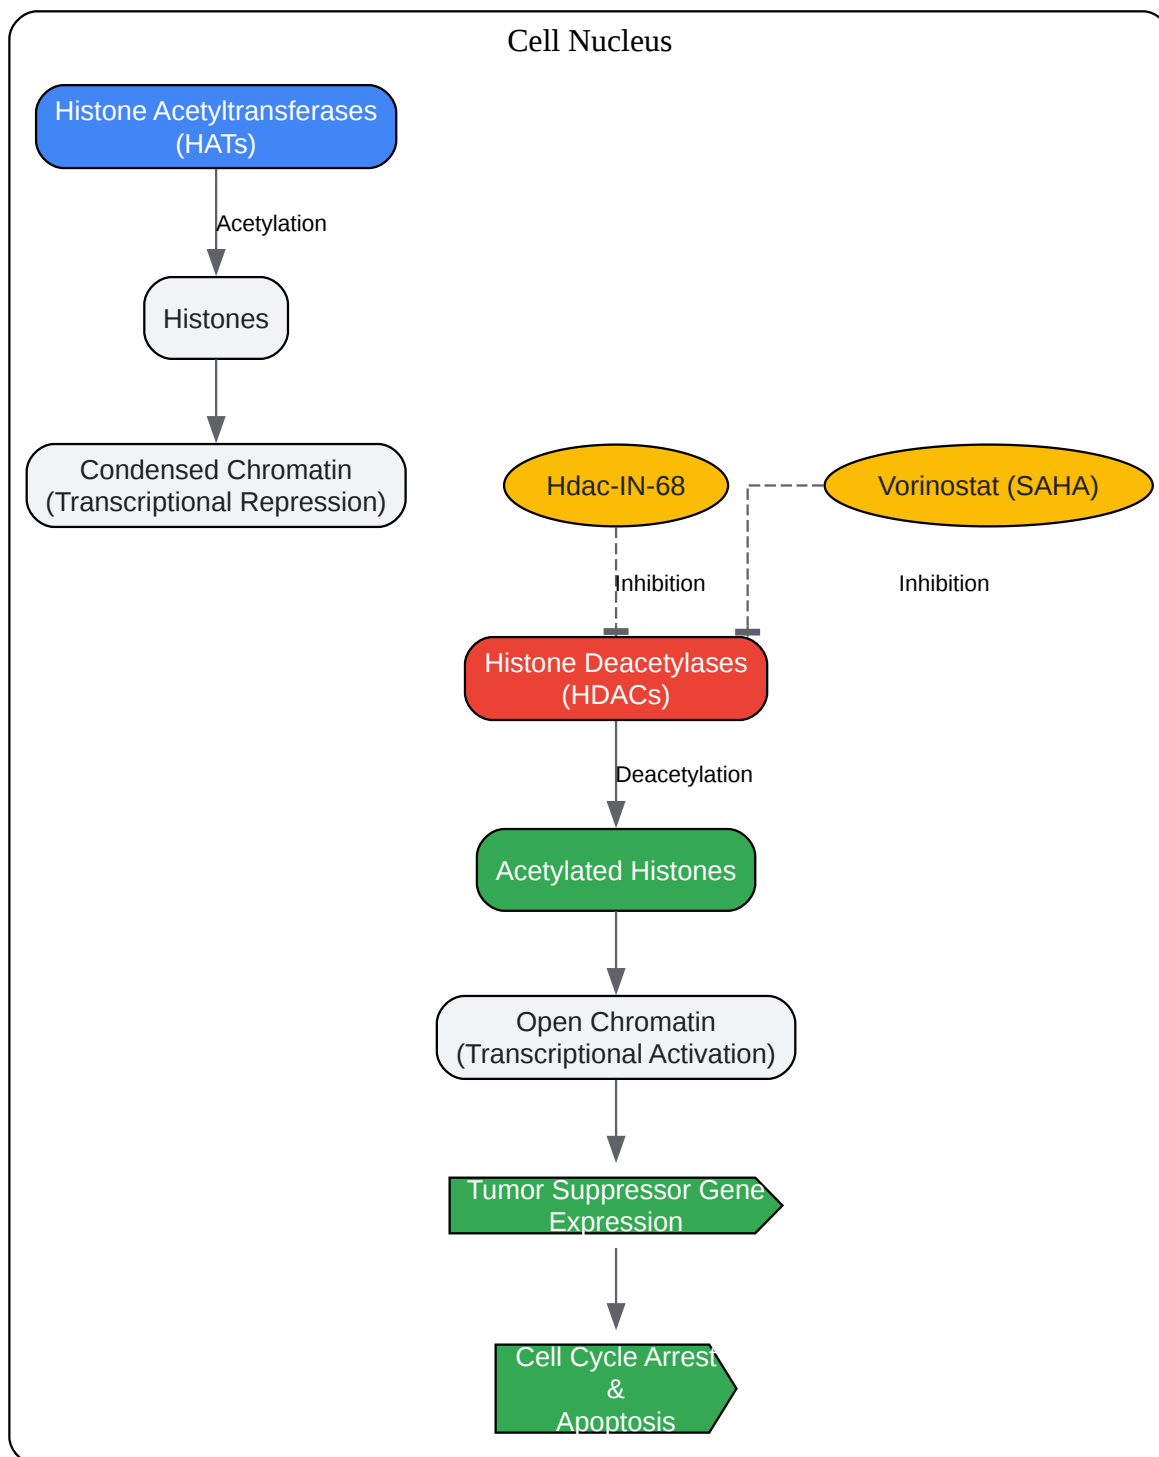 Cell Nucleus
Histone Acetyltransferases
(HATs)
Acetylation
Histones
Condensed Chromatin
(Transcriptional Repression)
Hdac-IN-68
Vorinostat (SAHA)
Inhibition
Inhibition
Histone Deacetylases
(HDACs)
Deacetylation
Acetylated Histones
Open Chromatin
(Transcriptional Activation)
Tumor Suppressor Gene
Expression
Cell Cycle Arrest
&
Apoptosis